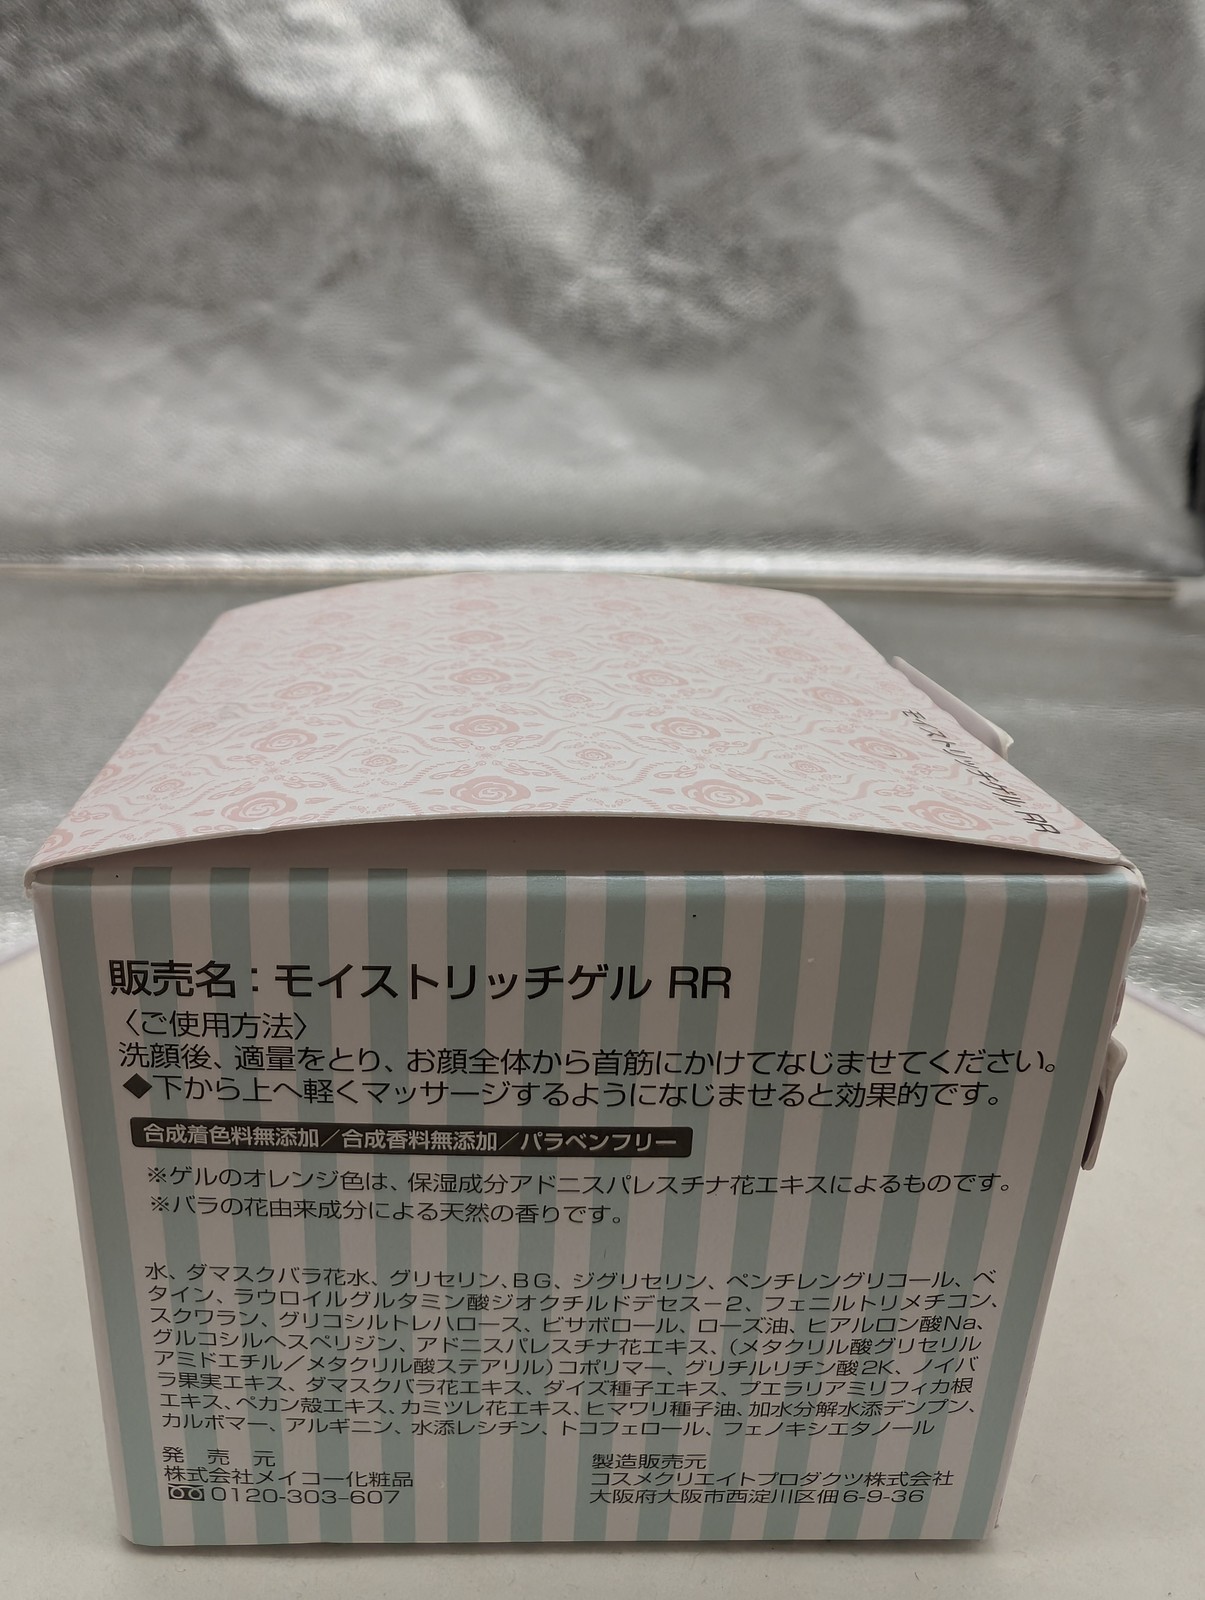 モイストリッチゲル RR
販売名：モイストリッチゲル RR
〈ご使用方法〉
洗顔後、適量をとり、お顔全体から首筋にかけてなじませてください。
◆下から上へ軽くマッサージするようになじませると効果的です。
合成着色料無添加／合成香料無添加／パラベンフリー
※ゲルのオレンジ色は、保湿成分アドニスパレスチナ花エキスによるものです。
※バラの花由来成分による天然の香りです。
水、ダマスクバラ花水、グリセリン、BG、ジグリセリン、ペンチレングリコール、ベ
タイン、ラウロイルグルタミン酸ジオクチルドデセス－2、フェニルトリメチコン、
スクワラン、グリコシルトレハロース、ビサボロール、ローズ油、ヒアルロン酸Na、
グルコシルヘスペリジン、アドニスパレスチナ花エキス、（メタクリル酸グリセリル
アミドエチル／メタクリル酸ステアリル）コポリマー、グリチルリチン酸2K、ノイバ
ラ果実エキス、ダマスクバラ花エキス、ダイズ種子エキス、プエラリアミリフィカ根
エキス、ペカン殻エキス、カミツレ花エキス、ヒマワリ種子油、加水分解水添デンプン、
カルボマー、アルギニン、水添レシチン、トコフェロール、フェノキシエタノール
発　売　元
株式会社メイコー化粧品
0120-303-607
製造販売元
コスメクリエイトプロダクツ株式会社
大阪府大阪市西淀川区佃6-9-36